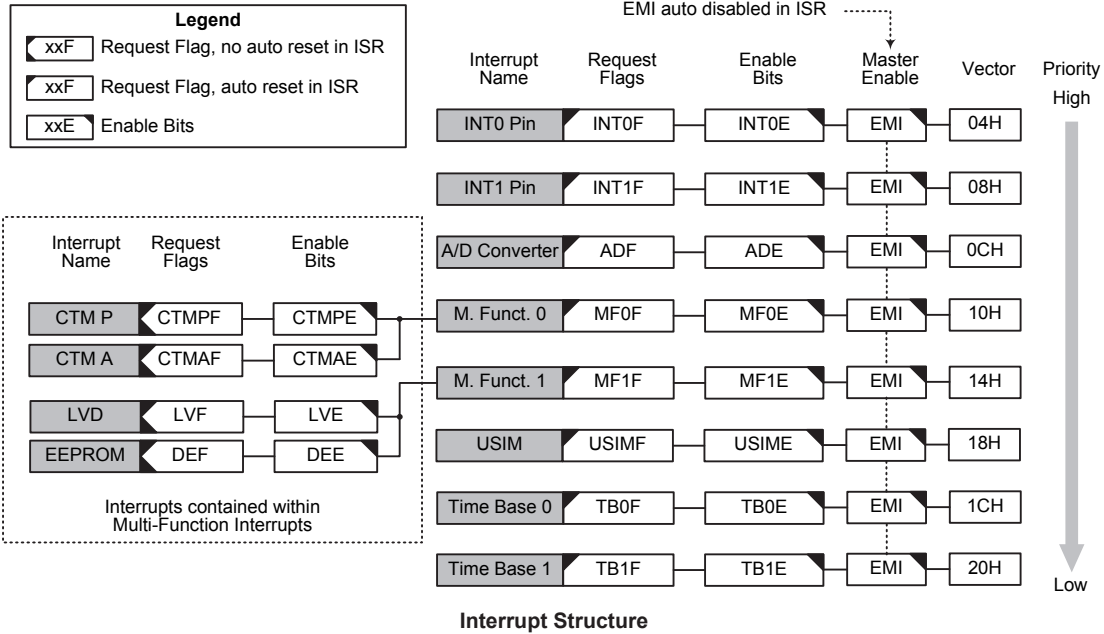 EMI auto disabled in ISR
Legend
xxF Request Flag, no auto reset in ISR
xxF Request Flag, auto reset in ISR
xxE Enable Bits
Interrupt Name Request Flags Enable Bits Master Enable Vector Priority
High
INT0 Pin INT0F INT0E EMI 04H
INT1 Pin INT1F INT1E EMI 08H
A/D Converter ADF ADE EMI 0CH
M. Funct. 0 MF0F MF0E EMI 10H
M. Funct. 1 MF1F MF1E EMI 14H
USIM USIMF USIME EMI 18H
Time Base 0 TB0F TB0E EMI 1CH
Time Base 1 TB1F TB1E EMI 20H
Low
Interrupt Name Request Flags Enable Bits
CTM P CTMPF CTMPE
CTM A CTMAF CTMAE
LVD LVF LVE
EEPROM DEF DEE
Interrupts contained within
Multi-Function Interrupts
Interrupt Structure